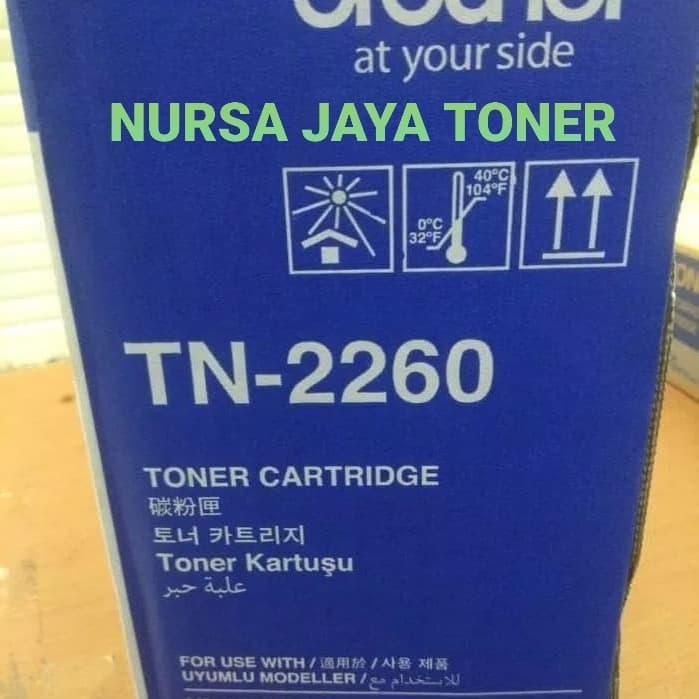 brother
at your side
NURSA JAYA TONER
40°C
104°F
0°C
32°F
TN-2260
TONER CARTRIDGE
碳粉匣
토너 카트리지
Toner Kartuşu
علبة حبر
FOR USE WITH / 適用於 / 사용 제품
UYUMLU MODELLER / للاستخدام مع